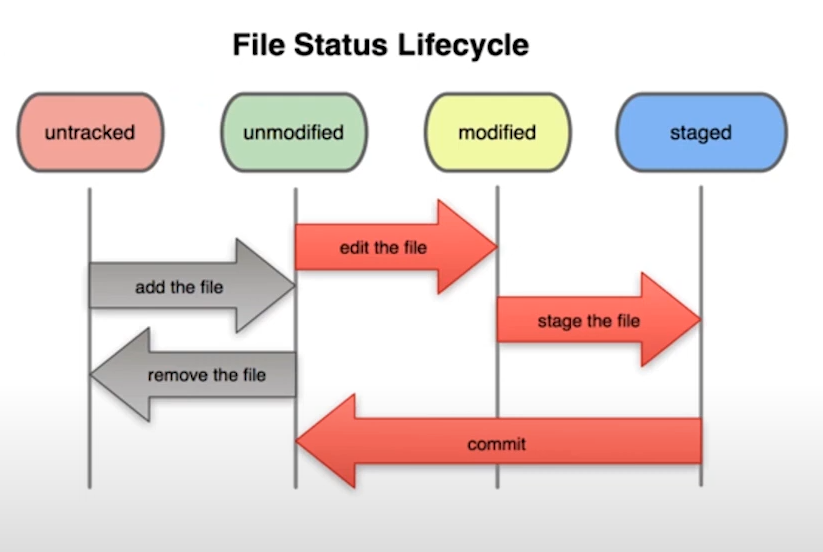 File Status Lifecycle
untracked
unmodified
modified
staged
edit the file
add the file
stage the file
remove the file
commit